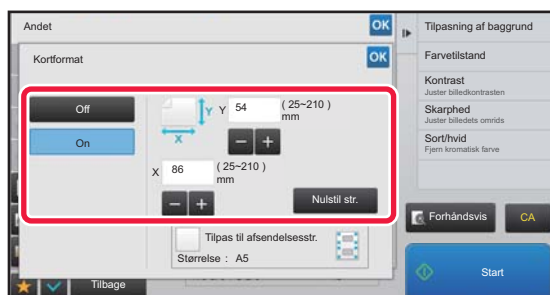 Andet
OK
Kortformat
OK
Off
On
Y
Y
54
( 25~210 )
mm
X
X
86
( 25~210 )
mm
Nulstil str.
Tilpas til afsendelsesstr.
Størrelse : A5
Tilbage
Tilpasning af baggrund
Farvetilstand
Kontrast
Juster billedkontrasten
Skarphed
Juster billedets omrids
Sort/hvid
Fjern kromatisk farve
Forhåndsvis
CA
Start